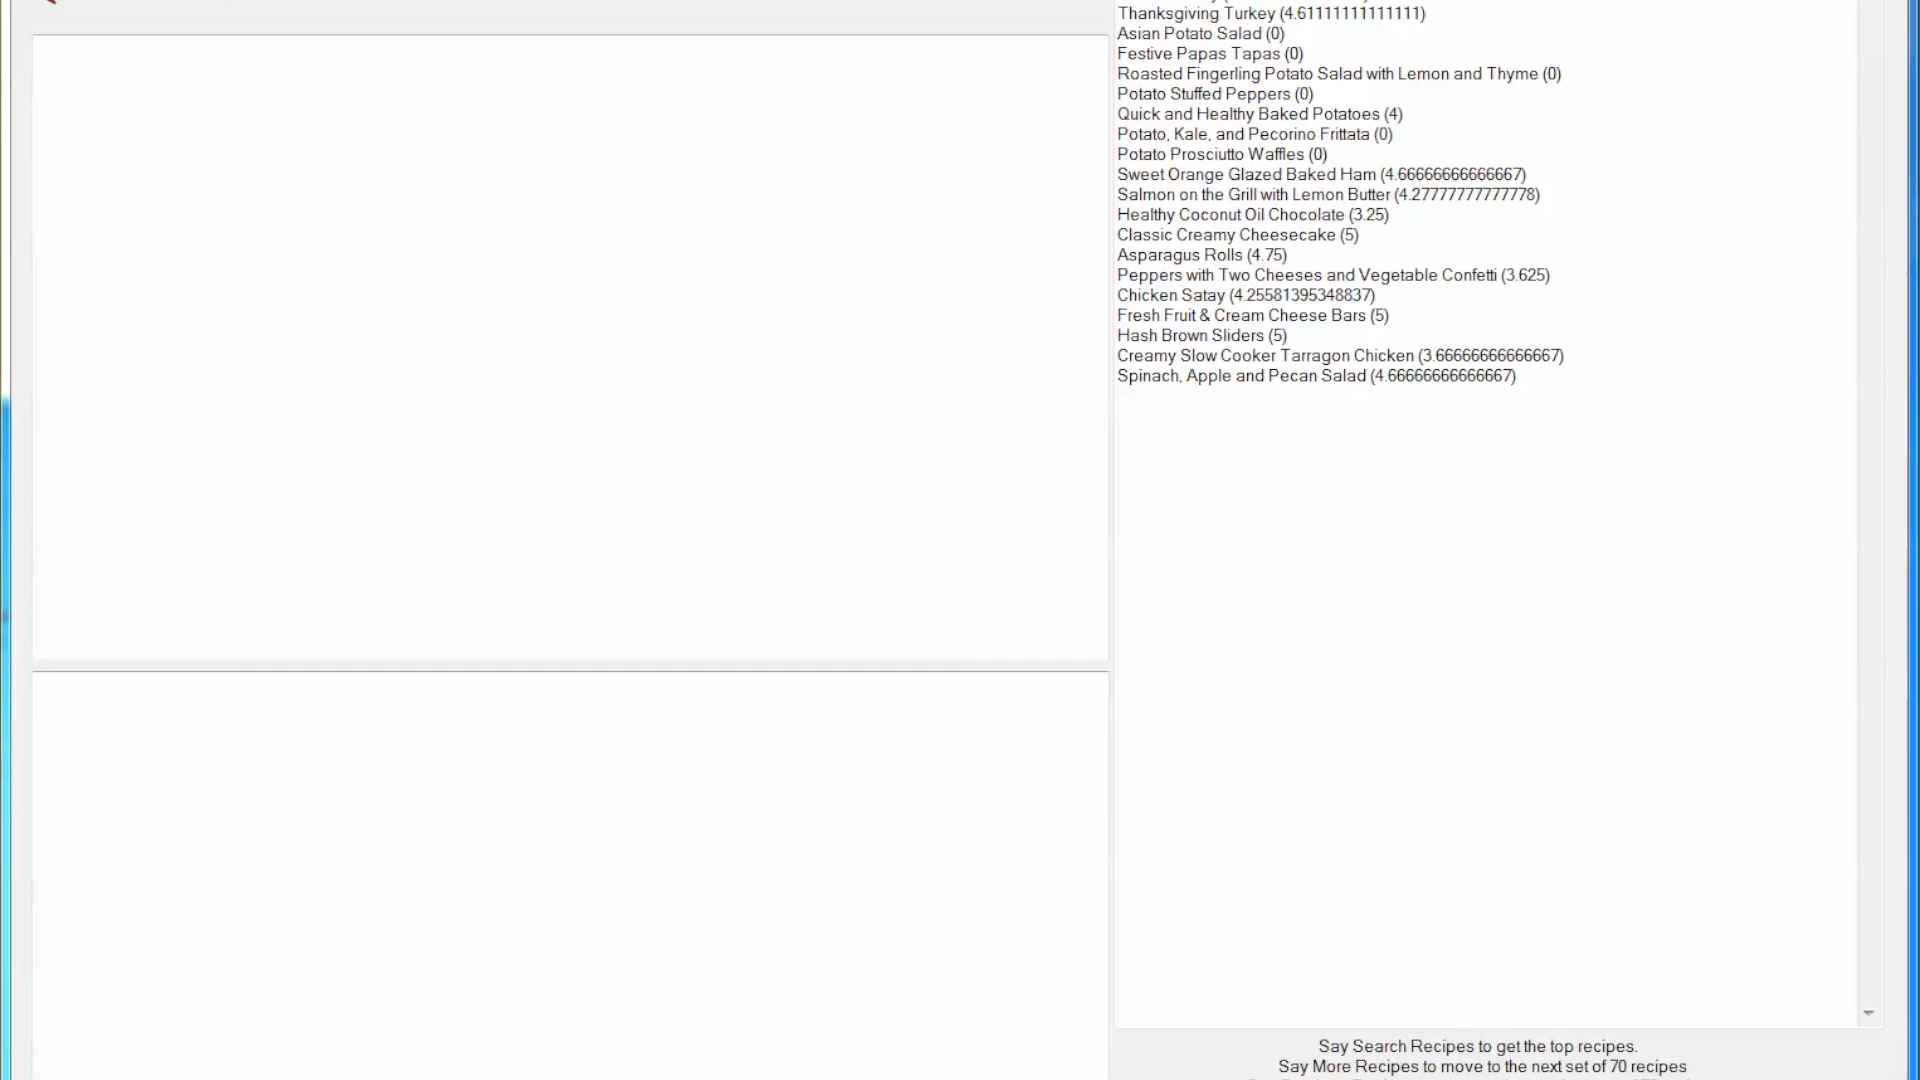 Thanksgiving Turkey (4.61111111111111)
Asian Potato Salad (0)
Festive Papas Tapas (0)
Roasted Fingerling Potato Salad with Lemon and Thyme (0)
Potato Stuffed Peppers (0)
Quick and Healthy Baked Potatoes (4)
Potato, Kale, and Pecorino Frittata (0)
Potato Prosciutto Waffles (0)
Sweet Orange Glazed Baked Ham (4.66666666666667)
Salmon on the Grill with Lemon Butter (4.27777777777778)
Healthy Coconut Oil Chocolate (3.25)
Classic Creamy Cheesecake (5)
Asparagus Rolls (4.75)
Peppers with Two Cheeses and Vegetable Confetti (3.625)
Chicken Satay (4.25581395348837)
Fresh Fruit & Cream Cheese Bars (5)
Hash Brown Sliders (5)
Creamy Slow Cooker Tarragon Chicken (3.66666666666667)
Spinach, Apple and Pecan Salad (4.66666666666667)
Say Search Recipes to get the top recipes.
Say More Recipes to move to the next set of 70 recipes